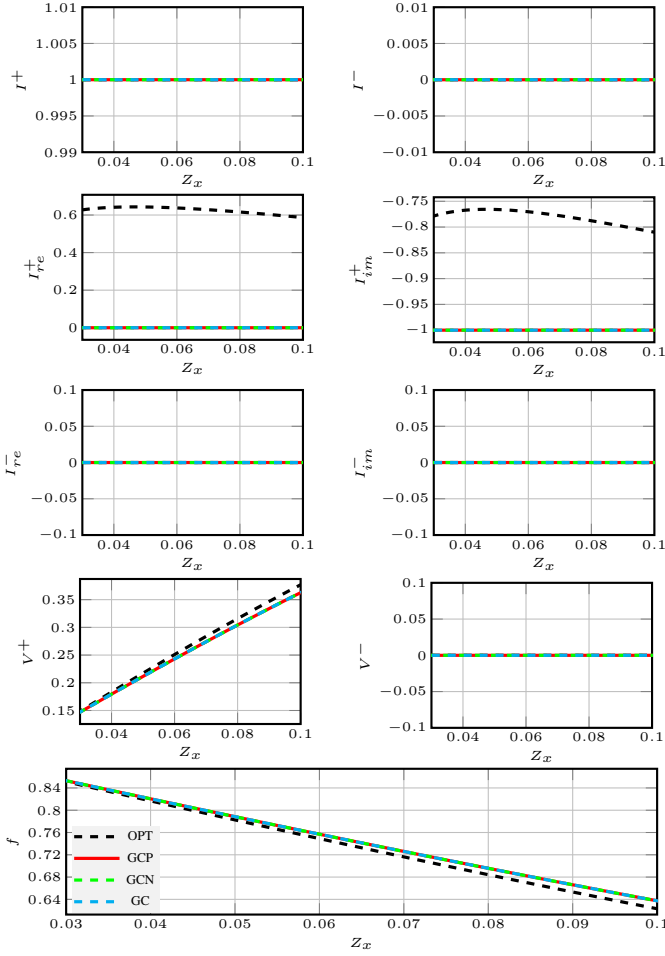 1.01
1.005
1
0.995
0.99
I+
0.04 0.06 0.08 0.1
Zx
0.01
0.005
0
−0.005
−0.01
I−
0.04 0.06 0.08 0.1
Zx
0.6
0.4
0.2
0
I+re
0.04 0.06 0.08 0.1
Zx
−0.75
−0.8
−0.85
−0.9
−0.95
−1
I+im
0.04 0.06 0.08 0.1
Zx
0.1
0.05
0
−0.05
−0.1
I−re
0.04 0.06 0.08 0.1
Zx
0.1
0.05
0
−0.05
−0.1
I−im
0.04 0.06 0.08 0.1
Zx
0.35
0.3
0.25
0.2
0.15
V+
0.04 0.06 0.08 0.1
Zx
0.1
0.05
0
−0.05
−0.1
V−
0.04 0.06 0.08 0.1
Zx
0.84
0.8
0.76
0.72
0.68
0.64
f
OPT
GCP
GCN
GC
0.03 0.04 0.05 0.06 0.07 0.08 0.09 0.1
Zx